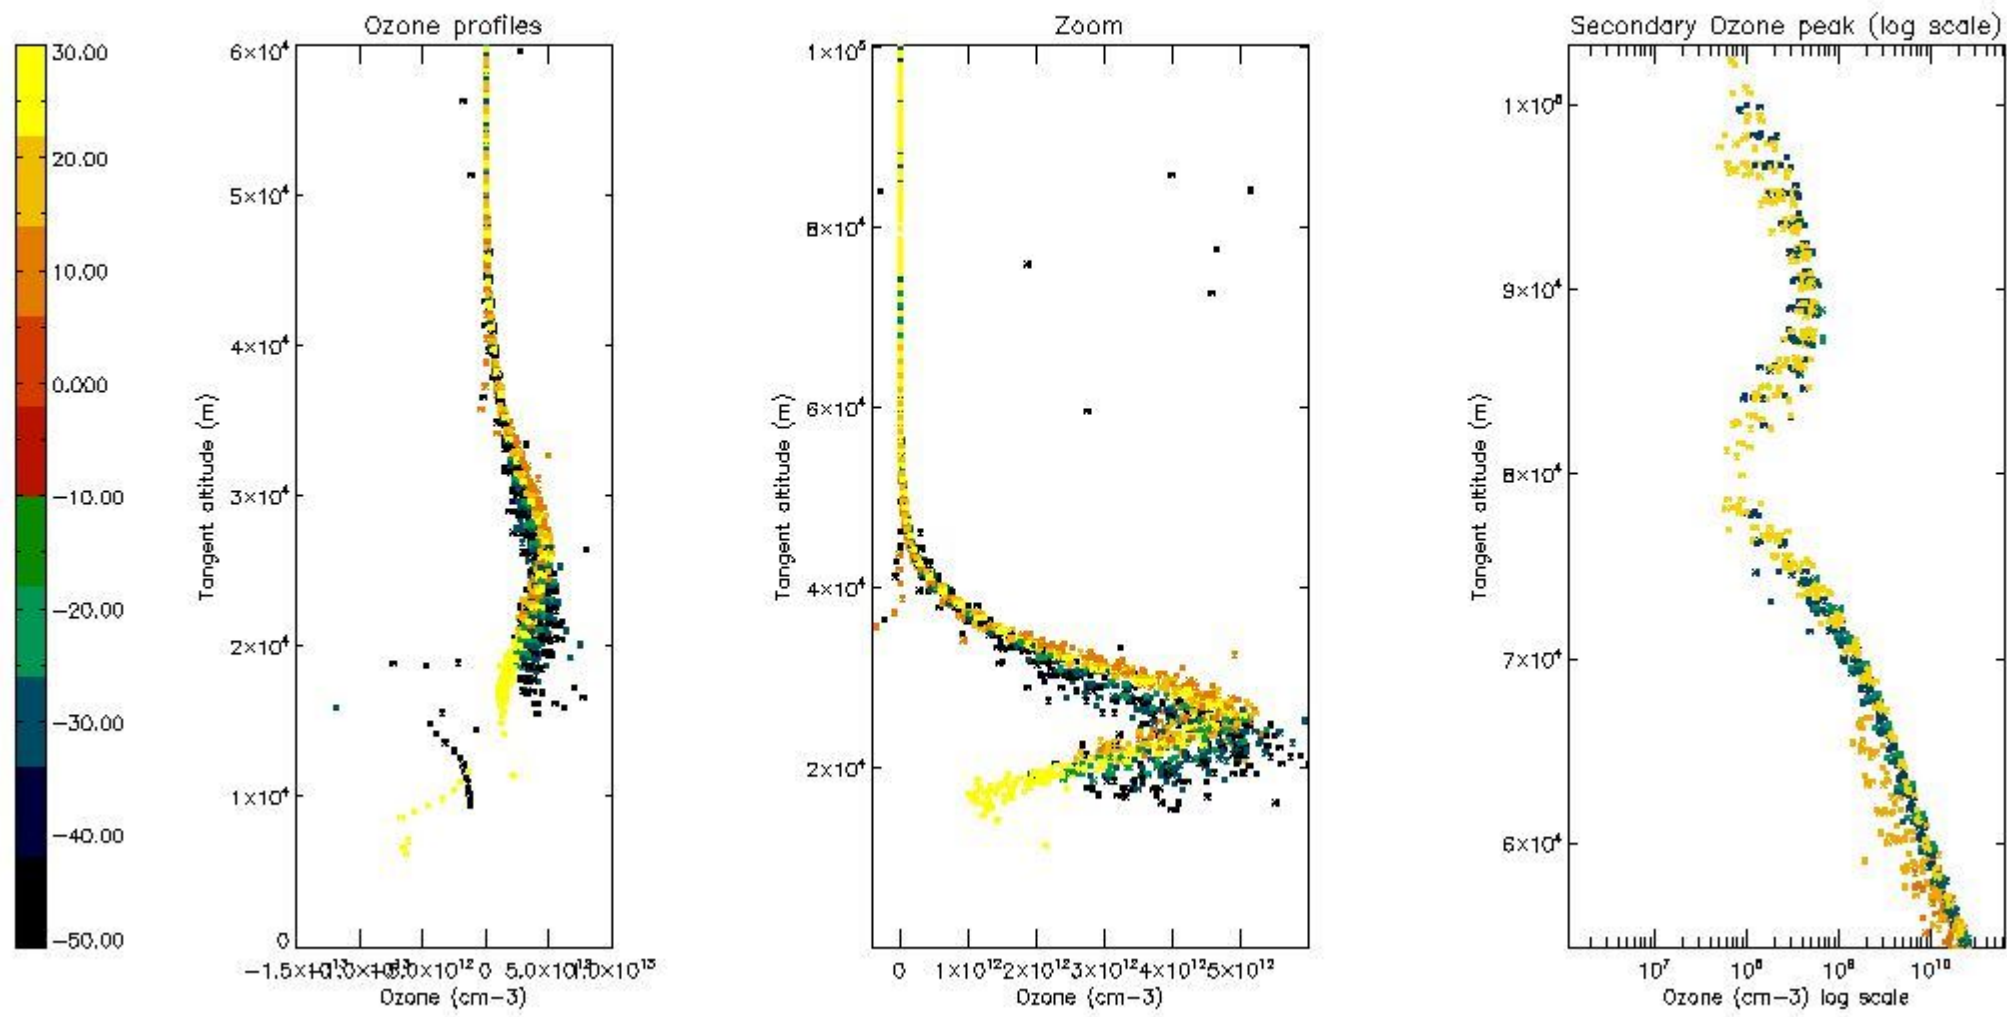 Ozone profiles
Zoom
Secondary Ozone peak (log scale)
30.00
20.00
10.00
0.000
−10.00
−20.00
−30.00
−40.00
−50.00
6×10⁴
5×10⁴
4×10⁴
3×10⁴
2×10⁴
1×10⁴
0
Tangent altitude (m)
0
Ozone (cm−3)
1×10⁵
8×10⁴
6×10⁴
4×10⁴
2×10⁴
Tangent altitude (m)
0 1×10¹² 2×10¹² 3×10¹² 4×10¹² 5×10¹²
Ozone (cm−3)
9×10⁴
8×10⁴
7×10⁴
6×10⁴
Tangent altitude (m)
10⁷ 10⁸ 10⁹ 10¹⁰
Ozone (cm−3) log scale